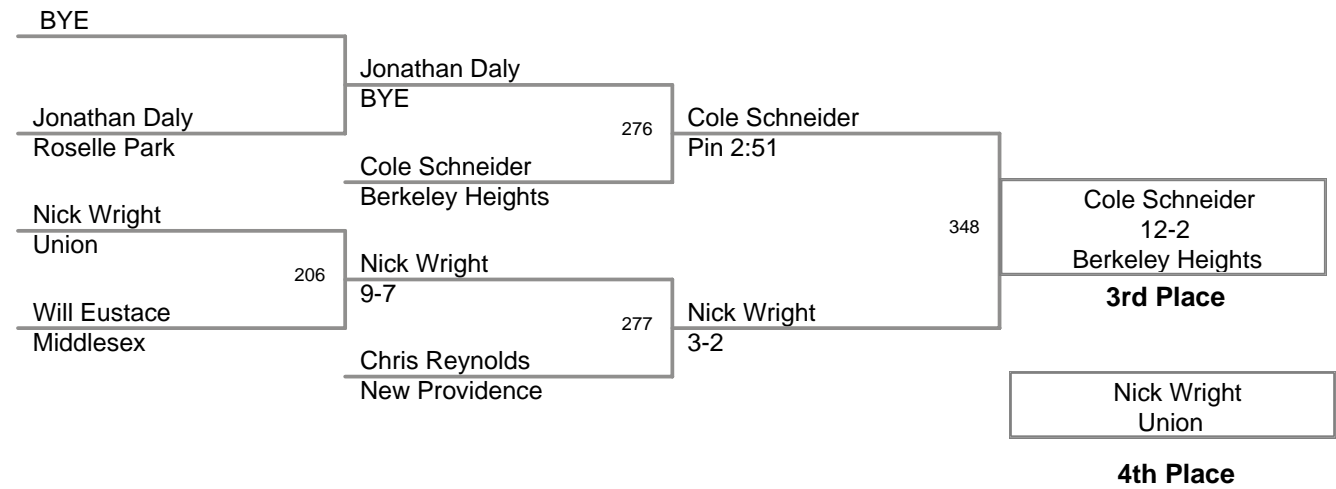 BYE
Jonathan Daly
BYE
Jonathan Daly
Roselle Park
276
Cole Schneider
Pin 2:51
Cole Schneider
Berkeley Heights
Nick Wright
Union
348
Cole Schneider
12-2
Berkeley Heights
3rd Place
206
Nick Wright
9-7
Will Eustace
Middlesex
277
Nick Wright
3-2
Chris Reynolds
New Providence
Nick Wright
Union
4th Place